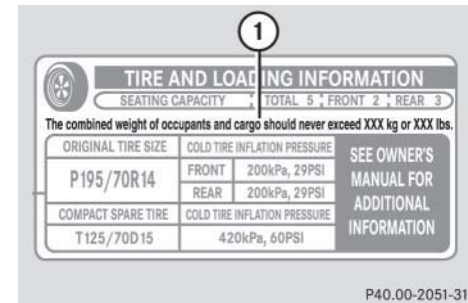 1
TIRE AND LOADING INFORMATION
SEATING CAPACITY TOTAL 5 FRONT 2 REAR 3
The combined weight of occupants and cargo should never exceed XXX kg or XXX lbs.
ORIGINAL TIRE SIZE COLD TIRE INFLATION PRESSURE
P195/70R14 FRONT 200kPa, 29PSI
REAR 200kPa, 29PSI
COMPACT SPARE TIRE COLD TIRE INFLATION PRESSURE
T125/70D15 420kPa, 60PSI
SEE OWNER'S
MANUAL FOR
ADDITIONAL
INFORMATION
P40.00-2051-31